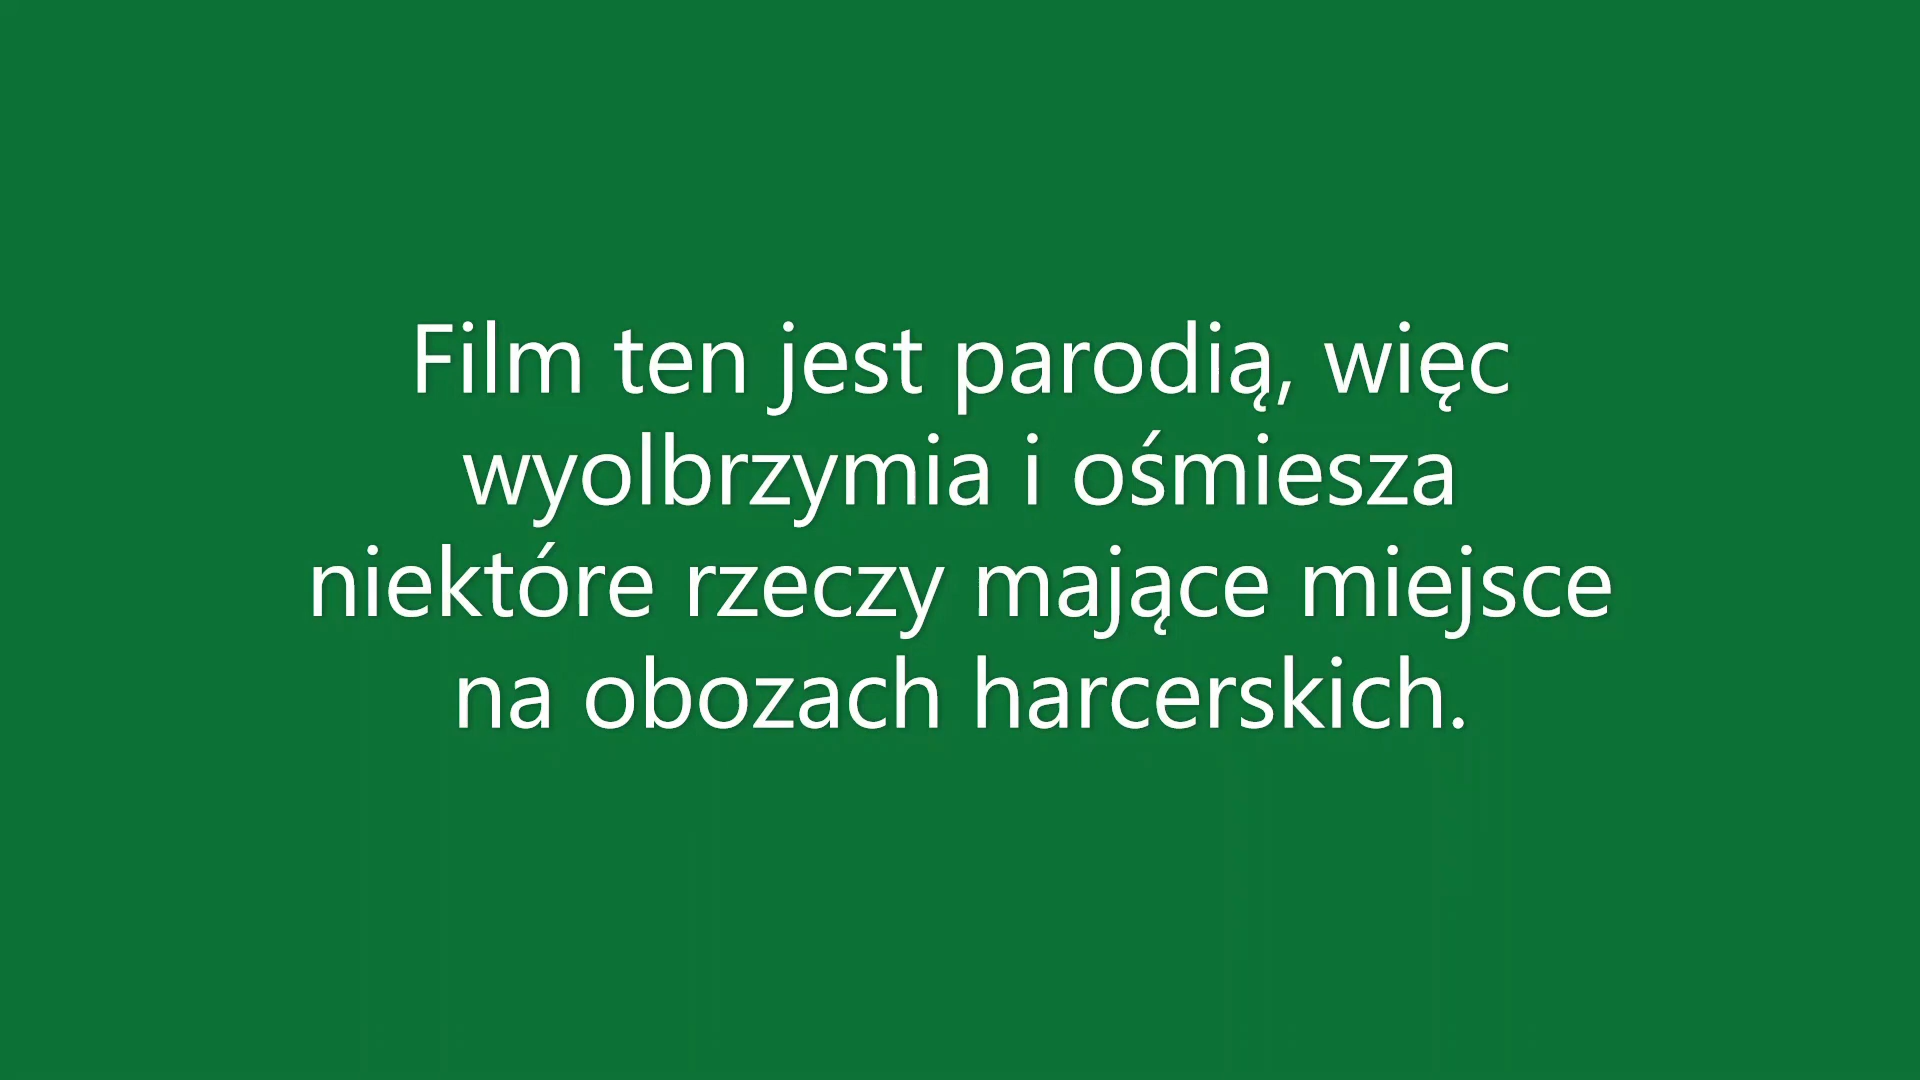 Film ten jest parodią, więc
wyolbrzymia i ośmiesza
niektóre rzeczy mające miejsce
na obozach harcerskich.